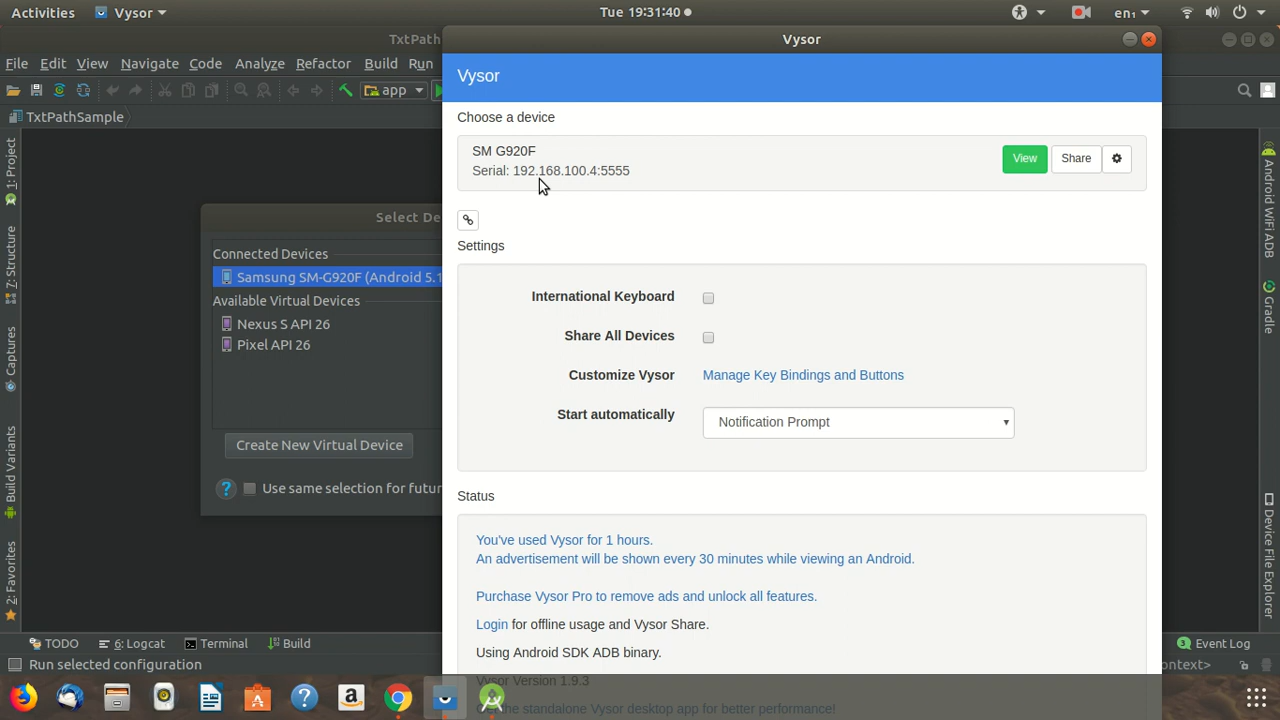 Activities
Vysor
Tue 19:31:40
en₁
TxtPath
Vysor
File Edit View Navigate Code Analyze Refactor Build Run
app
Vysor
TxtPathSample
Choose a device
SM G920F
Serial: 192.168.100.4:5555
View
Share
Select De
Settings
Connected Devices
Samsung SM-G920F (Android 5.1
Available Virtual Devices
Nexus S API 26
Pixel API 26
Create New Virtual Device
Use same selection for futur
International Keyboard
Share All Devices
Customize Vysor
Manage Key Bindings and Buttons
Start automatically
Notification Prompt
Status
You've used Vysor for 1 hours.
An advertisement will be shown every 30 minutes while viewing an Android.
Purchase Vysor Pro to remove ads and unlock all features.
Login for offline usage and Vysor Share.
Using Android SDK ADB binary.
Vysor Version 1.9.3
Get the standalone Vysor desktop app for better performance!
1: Project
Z: Structure
Captures
Build Variants
2: Favorites
Android WiFi ADB
Gradle
Device File Explorer
TODO
6: Logcat
Terminal
Build
3 Event Log
Run selected configuration
ontext>